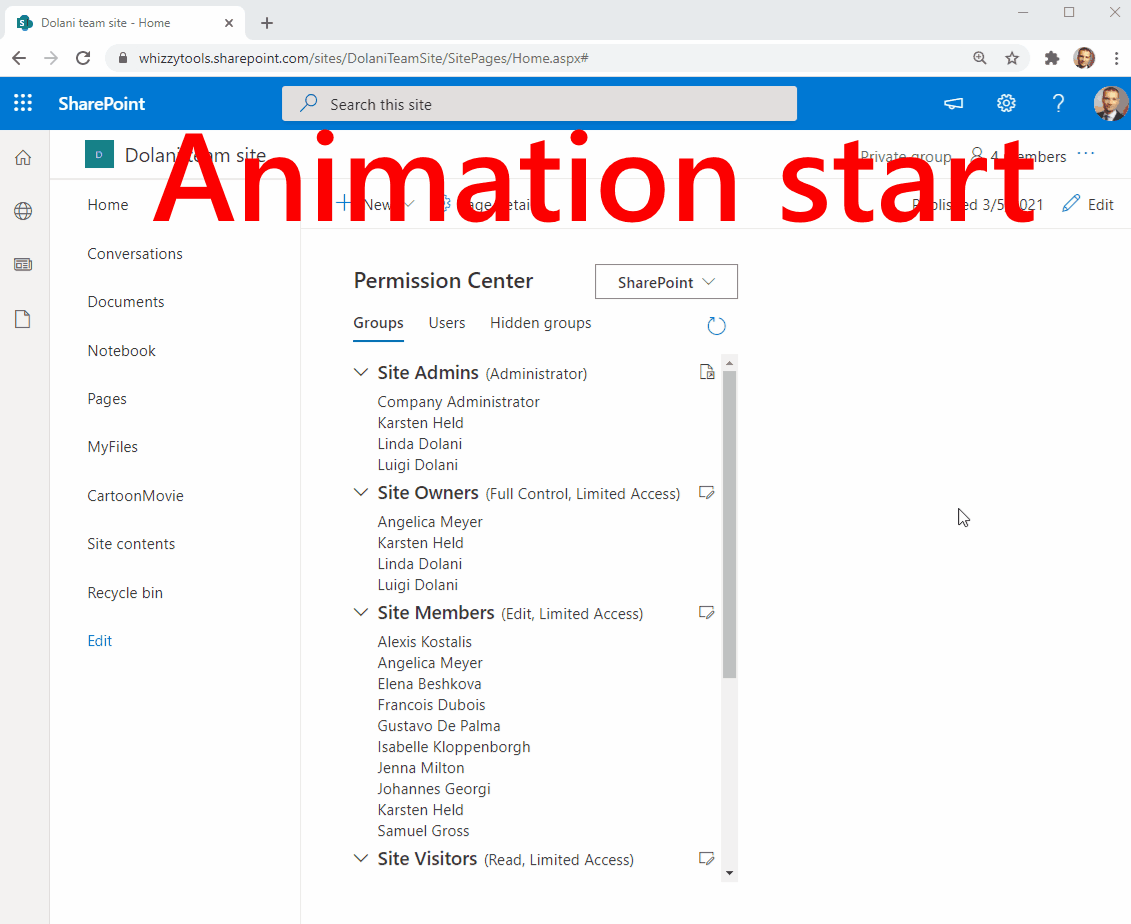 Dolani team site - Home
whizzytools.sharepoint.com/sites/DolaniTeamSite/SitePages/Home.aspx#
SharePoint
Search this site
D
Dolani team site
Private group
4 members
Animation start
New
Page details
Published 3/5/2021
Edit
Home
Conversations
Documents
Notebook
Pages
MyFiles
CartoonMovie
Site contents
Recycle bin
Edit
Permission Center
SharePoint
Groups
Users
Hidden groups
Site Admins (Administrator)
Company Administrator
Karsten Held
Linda Dolani
Luigi Dolani
Site Owners (Full Control, Limited Access)
Angelica Meyer
Karsten Held
Linda Dolani
Luigi Dolani
Site Members (Edit, Limited Access)
Alexis Kostalis
Angelica Meyer
Elena Beshkova
Francois Dubois
Gustavo De Palma
Isabelle Kloppenborgh
Jenna Milton
Johannes Georgi
Karsten Held
Samuel Gross
Site Visitors (Read, Limited Access)